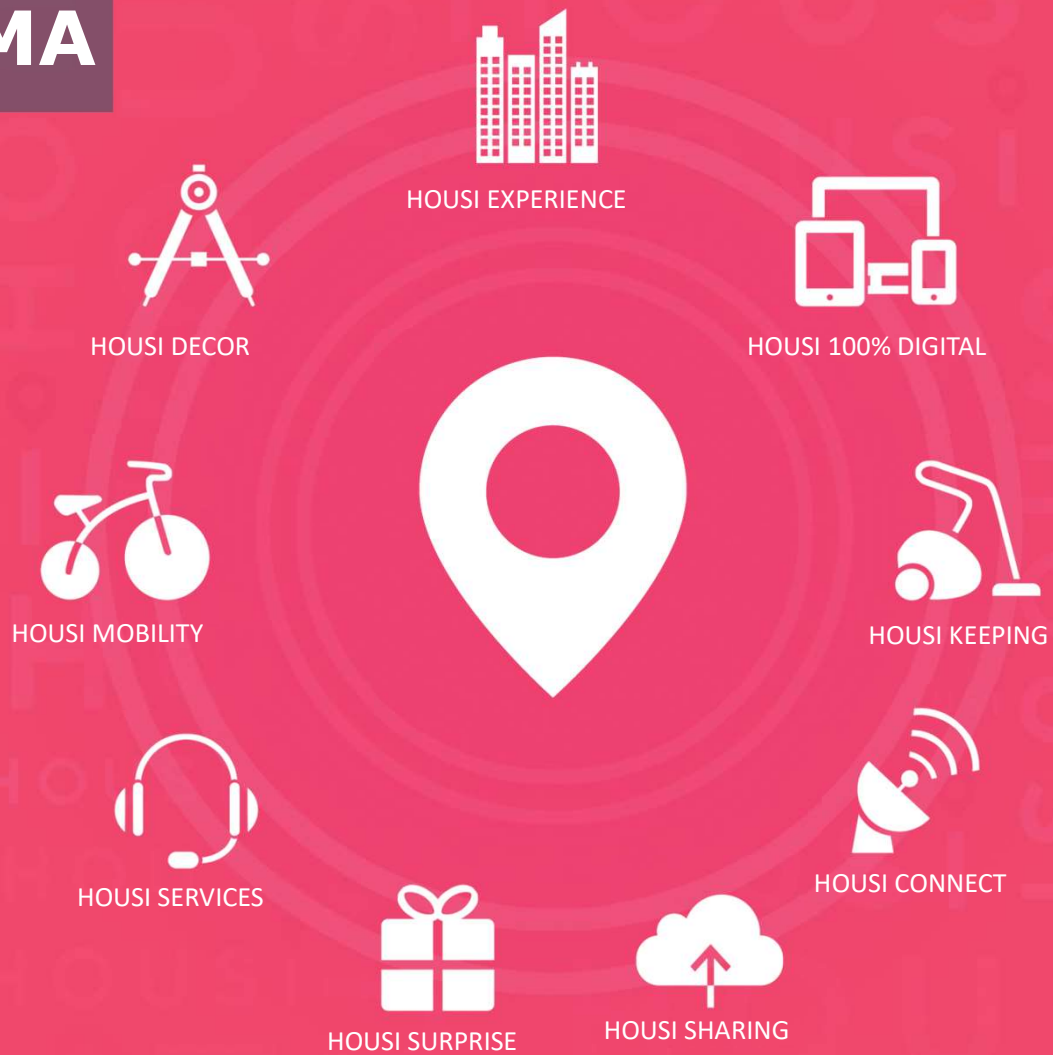 MA
HOUSI EXPERIENCE
HOUSI DECOR
HOUSI 100% DIGITAL
HOUSI MOBILITY
HOUSI KEEPING
HOUSI SERVICES
HOUSI CONNECT
HOUSI SURPRISE
HOUSI SHARING